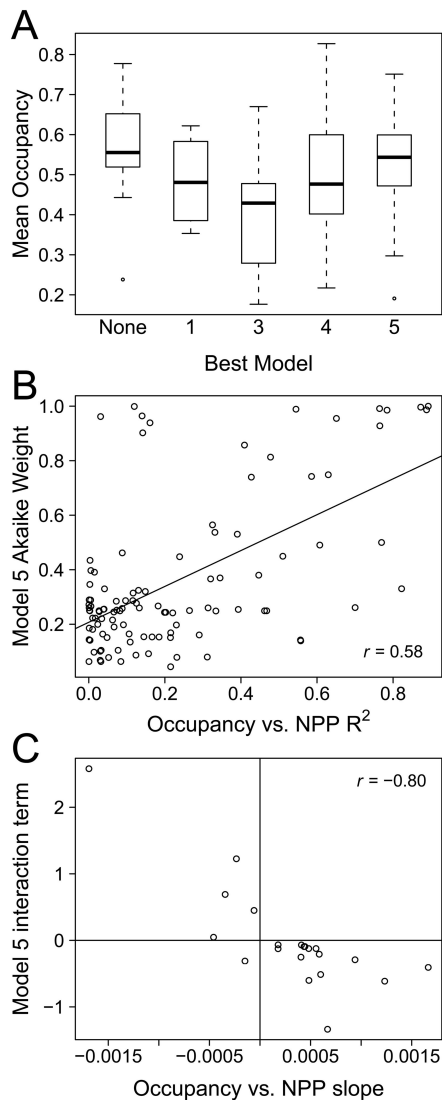 A
Mean Occupancy
0.8
0.7
0.6
0.5
0.4
0.3
0.2
None 1 3 4 5
Best Model
B
Model 5 Akaike Weight
1.0
0.8
0.6
0.4
0.2
r = 0.58
0.0 0.2 0.4 0.6 0.8
Occupancy vs. NPP R²
C
Model 5 interaction term
r = −0.80
2
1
0
−1
−0.0015 −0.0005 0.0005 0.0015
Occupancy vs. NPP slope